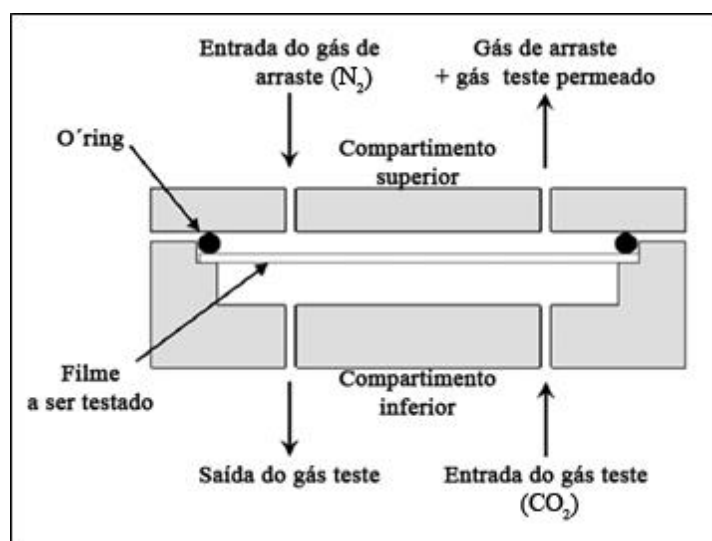 Entrada do gás de
arraste (N₂)
Gás de arraste
+ gás teste permeado
O´ring
Compartimento
superior
Filme
a ser testado
Compartimento
inferior
Saída do gás teste
Entrada do gás teste
(CO₂)